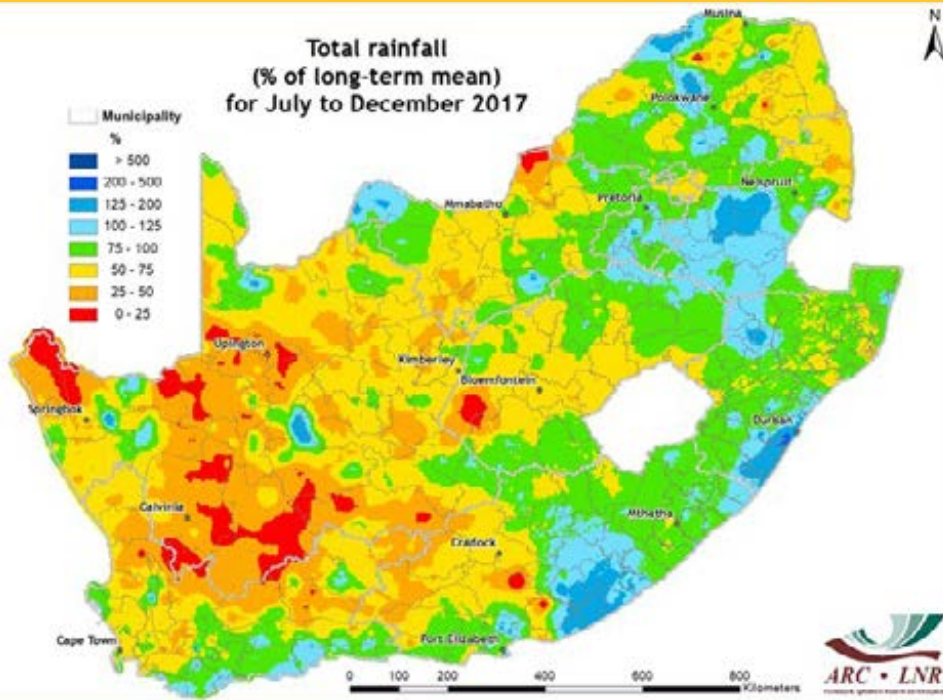 Total rainfall
(% of long-term mean)
for July to December 2017
N
Municipality
%
> 500
200 - 500
125 - 200
100 - 125
75 - 100
50 - 75
25 - 50
0 - 25
Musina
Polokwane
Nelspruit
Pretoria
Mmabatho
Upington
Kimberley
Bloemfontein
Springbok
Durban
Calvinia
Mthatha
Cradock
Cape Town
Port Elizabeth
0 100 200 400 600 800
Kilometers
ARC • LNR